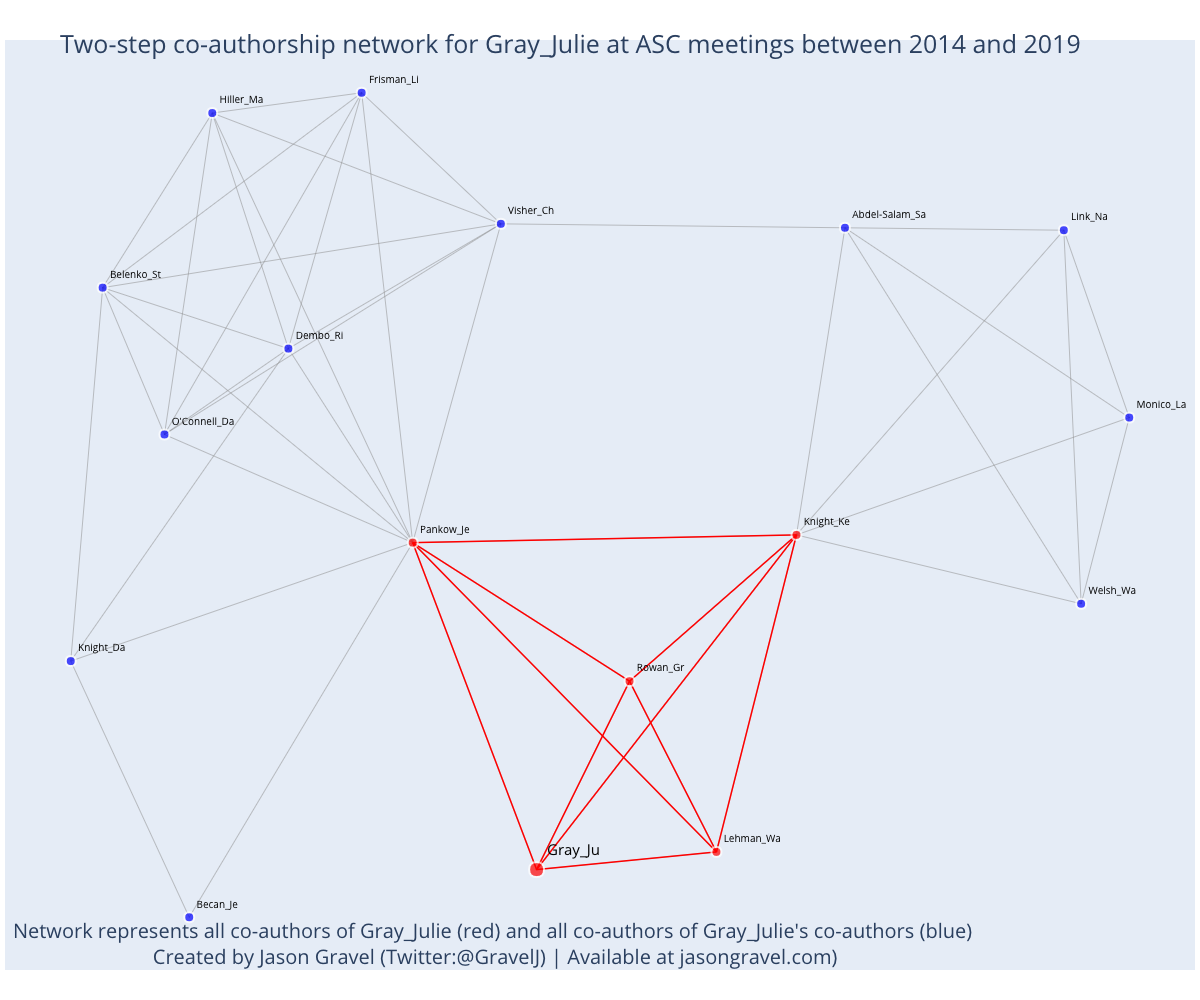 Two-step co-authorship network for Gray_Julie at ASC meetings between 2014 and 2019
Frisman_Li
Hiller_Ma
Visher_Ch
Abdel-Salam_Sa
Link_Na
Belenko_St
Dembo_Ri
Monico_La
O'Connell_Da
Knight_Ke
Pankow_Je
Welsh_Wa
Knight_Da
Rowan_Gr
Lehman_Wa
Gray_Ju
Becan_Je
Network represents all co-authors of Gray_Julie (red) and all co-authors of Gray_Julie's co-authors (blue)
Created by Jason Gravel (Twitter:@GravelJ) | Available at jasongravel.com)